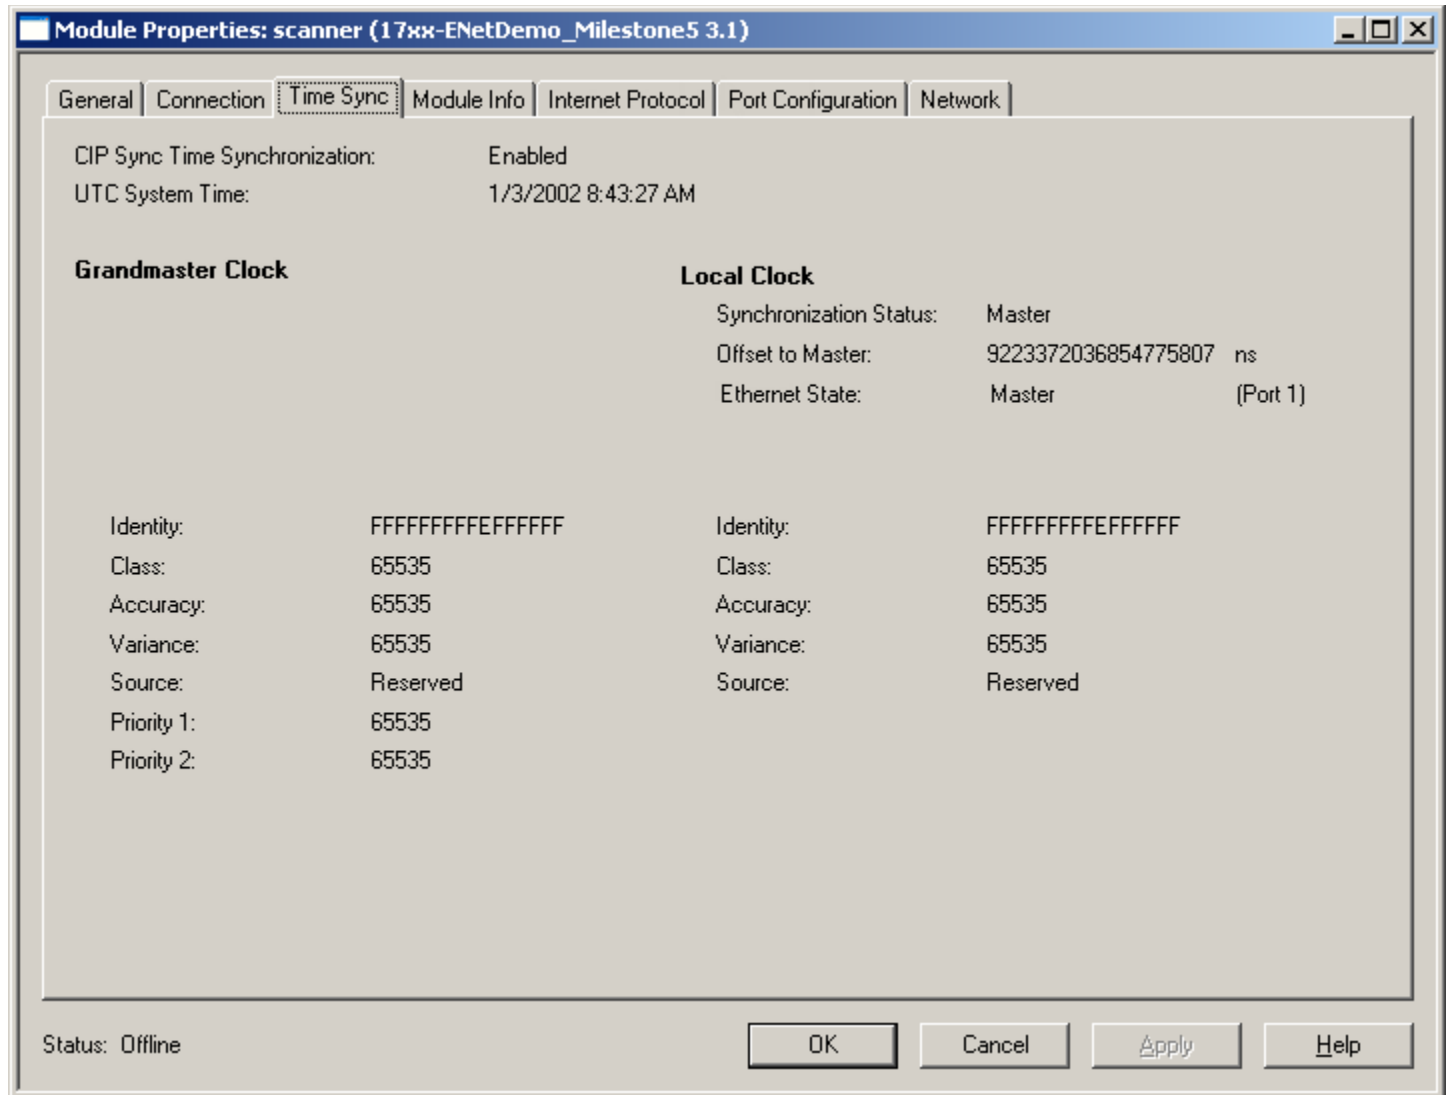 Module Properties: scanner (17xx-ENetDemo_Milestone5 3.1)
General Connection Time Sync Module Info Internet Protocol Port Configuration Network
CIP Sync Time Synchronization: Enabled
UTC System Time: 1/3/2002 8:43:27 AM
Grandmaster Clock
Local Clock
Synchronization Status: Master
Offset to Master: 9223372036854775807 ns
Ethernet State: Master (Port 1)
Identity: FFFFFFFFFEFFFFFF Identity: FFFFFFFFFEFFFFFF
Class: 65535 Class: 65535
Accuracy: 65535 Accuracy: 65535
Variance: 65535 Variance: 65535
Source: Reserved Source: Reserved
Priority 1: 65535
Priority 2: 65535
Status: Offline OK Cancel Apply Help